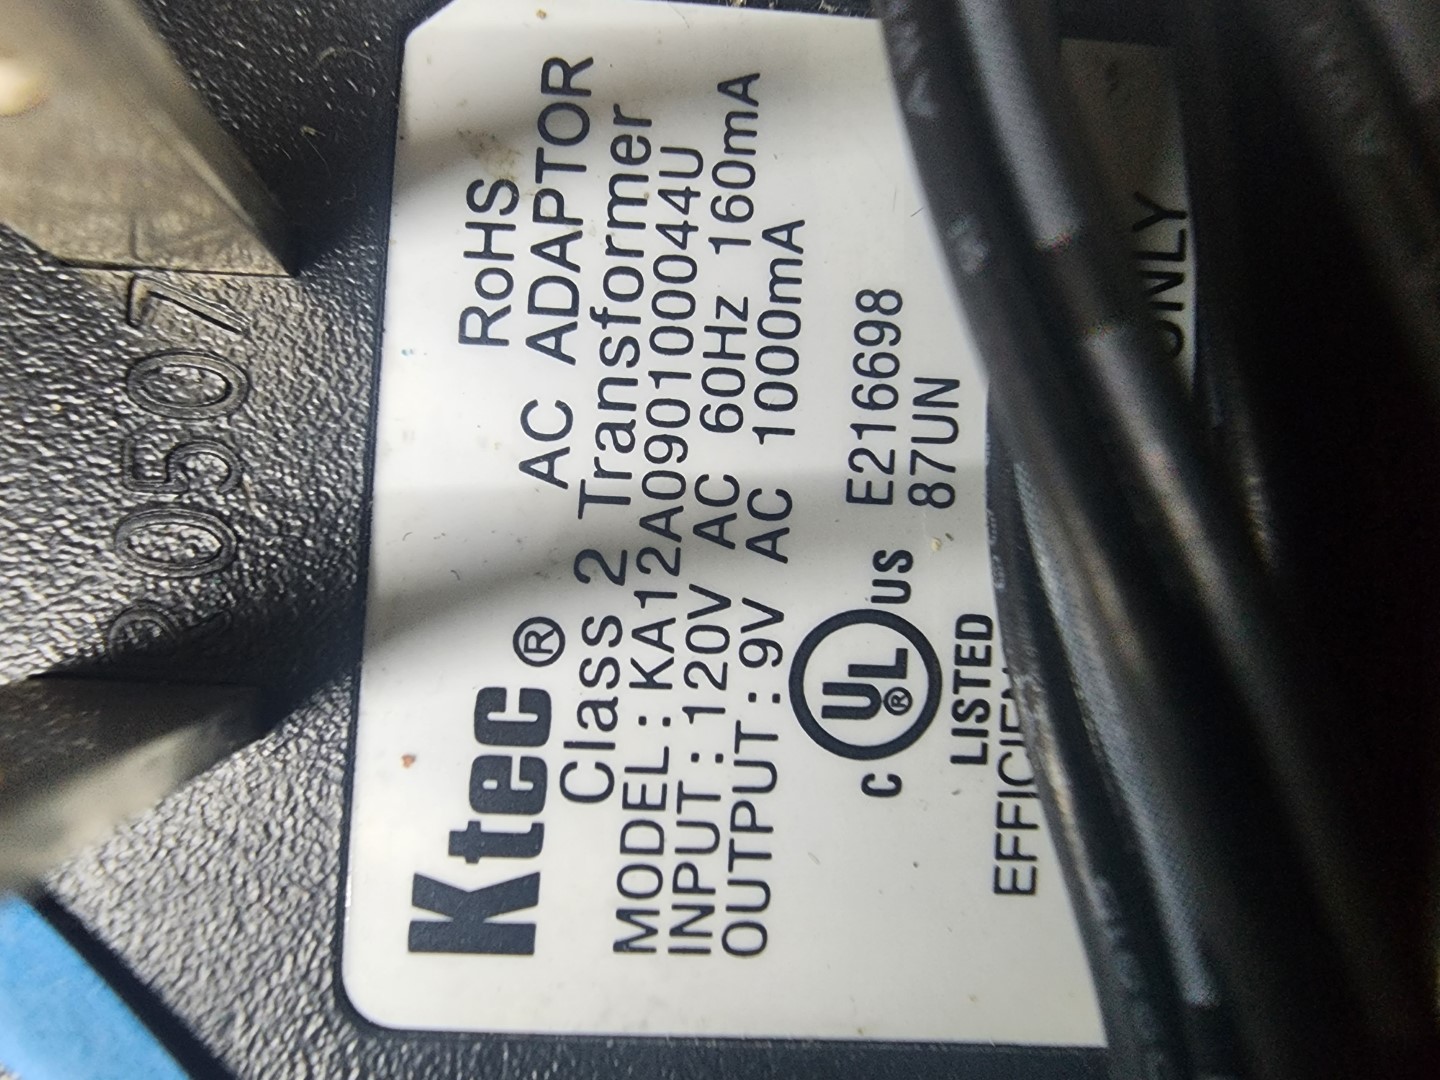 R0507
Ktec®
RoHS
AC ADAPTOR
Class 2 Transformer
MODEL : KA12A090100044U
INPUT : 120V AC 60Hz 160mA
OUTPUT : 9V AC 1000mA
C UL® US
LISTED
E216698
87UN
ONLY